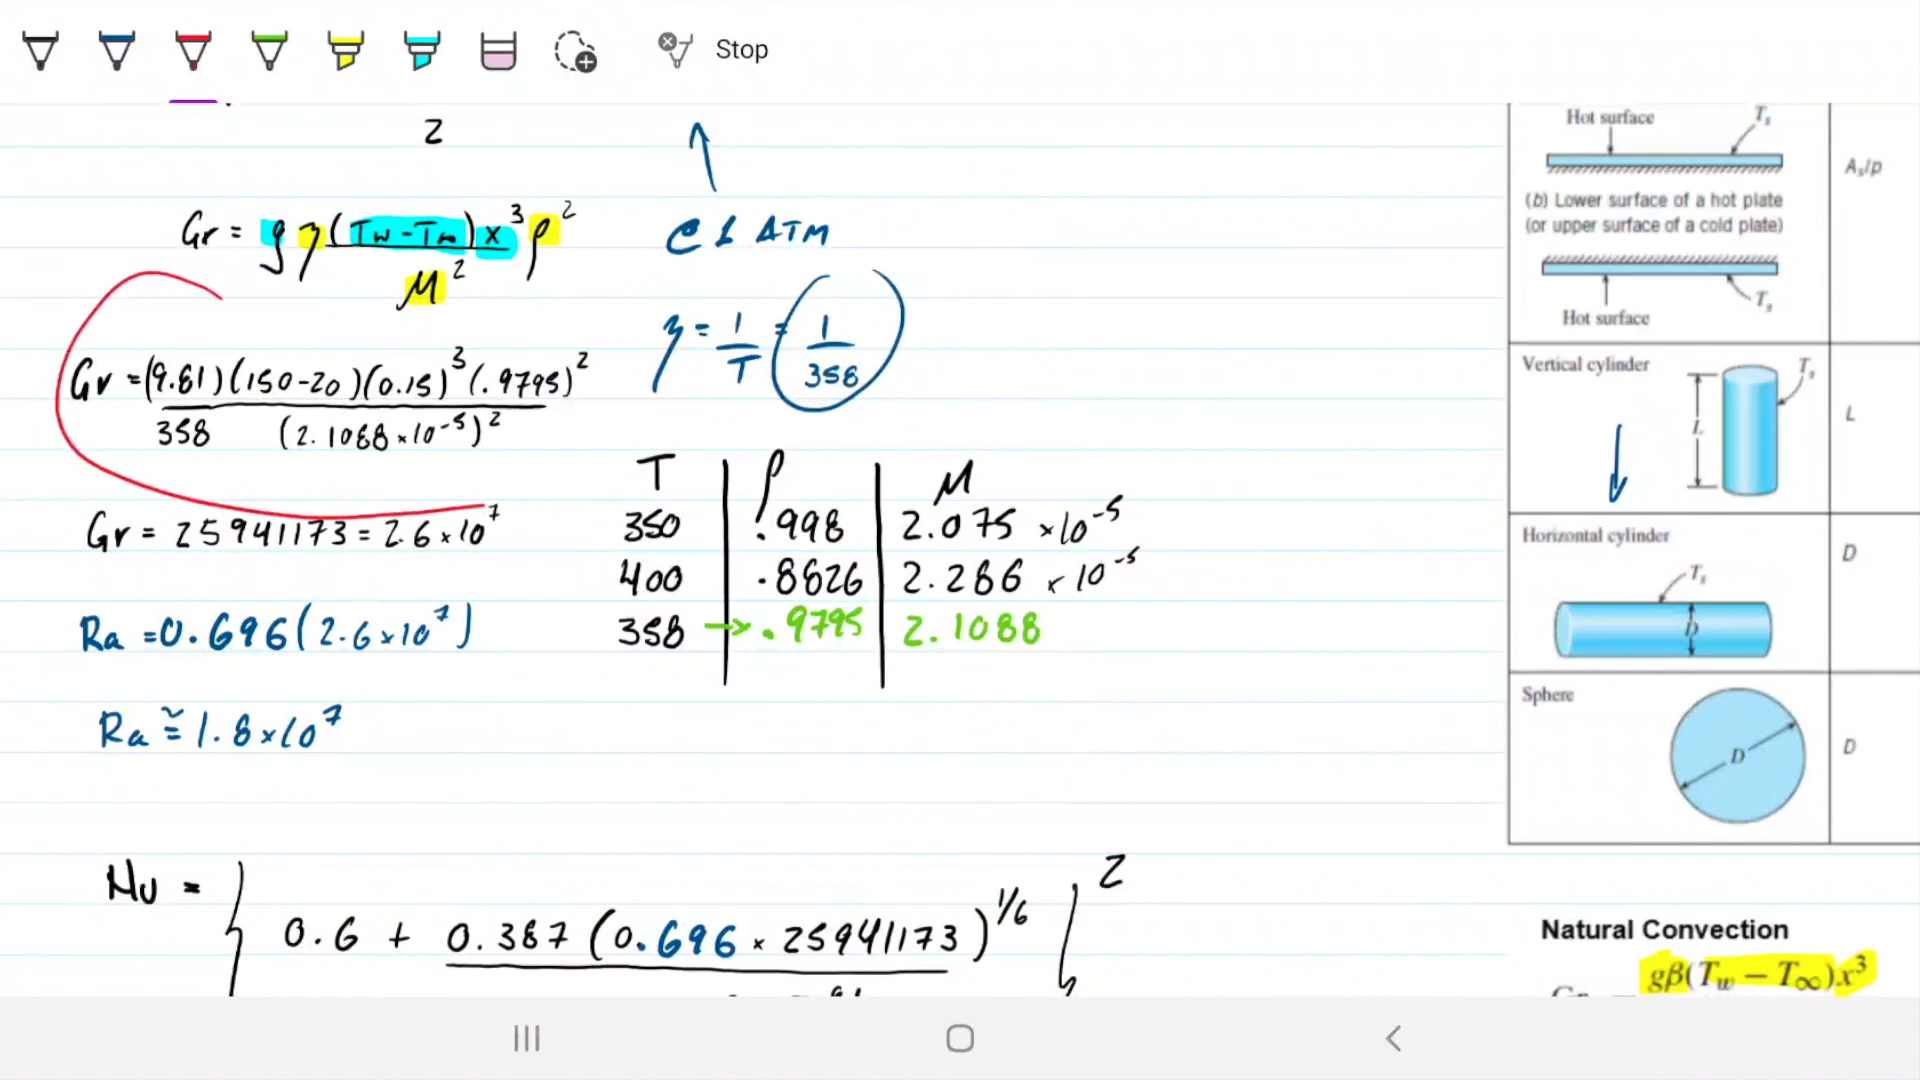 Stop
2
Gr = gη(Tw-T∞)x³ρ²
M²
@ 1 ATM
η = 1/T = 1/358
Gr = (9.81)(150-20)(0.15)³(.9795)²
358 (2.1088×10⁻⁵)²
Gr = 25941173 = 2.6×10⁷
Ra = 0.696(2.6×10⁷)
Ra ≅ 1.8×10⁷
T ρ M
350 .998 2.075 ×10⁻⁵
400 .8826 2.286 ×10⁻⁵
358 → .9795 2.1088
Nu = { 0.6 + 0.387 (0.696 × 25941173)^1/6 }²
Hot surface Ts
As/p
(b) Lower surface of a hot plate
(or upper surface of a cold plate)
Ts
Hot surface
Vertical cylinder Ts
L L
Horizontal cylinder D
Ts
D
Sphere
D D
Natural Convection
gβ(Tw − T∞)x³